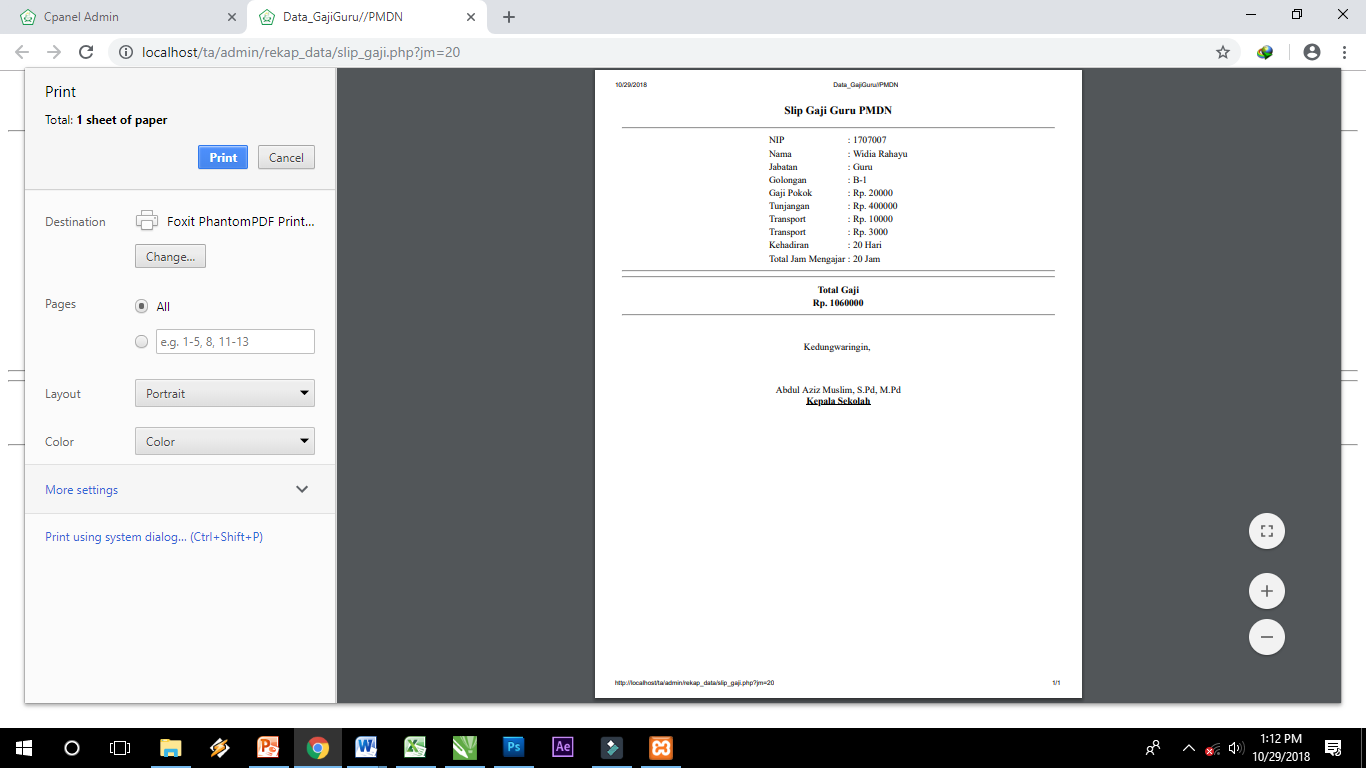 Cpanel Admin
Data_GajiGuru//PMDN
localhost/ta/admin/rekap_data/slip_gaji.php?jm=20
Print
Total: 1 sheet of paper
Print Cancel
Destination Foxit PhantomPDF Print...
Change...
Pages All
e.g. 1-5, 8, 11-13
Layout Portrait
Color Color
More settings
Print using system dialog... (Ctrl+Shift+P)
10/29/2018 Data_GajiGuru//PMDN
Slip Gaji Guru PMDN
NIP : 1707007
Nama : Widia Rahayu
Jabatan : Guru
Golongan : B-1
Gaji Pokok : Rp. 20000
Tunjangan : Rp. 400000
Transport : Rp. 10000
Transport : Rp. 3000
Kehadiran : 20 Hari
Total Jam Mengajar : 20 Jam
Total Gaji
Rp. 1060000
Kedungwaringin,
Abdul Aziz Muslim, S.Pd, M.Pd
Kepala Sekolah
http://localhost/ta/admin/rekap_data/slip_gaji.php?jm=20 1/1
Ps
Ae
1:12 PM
10/29/2018